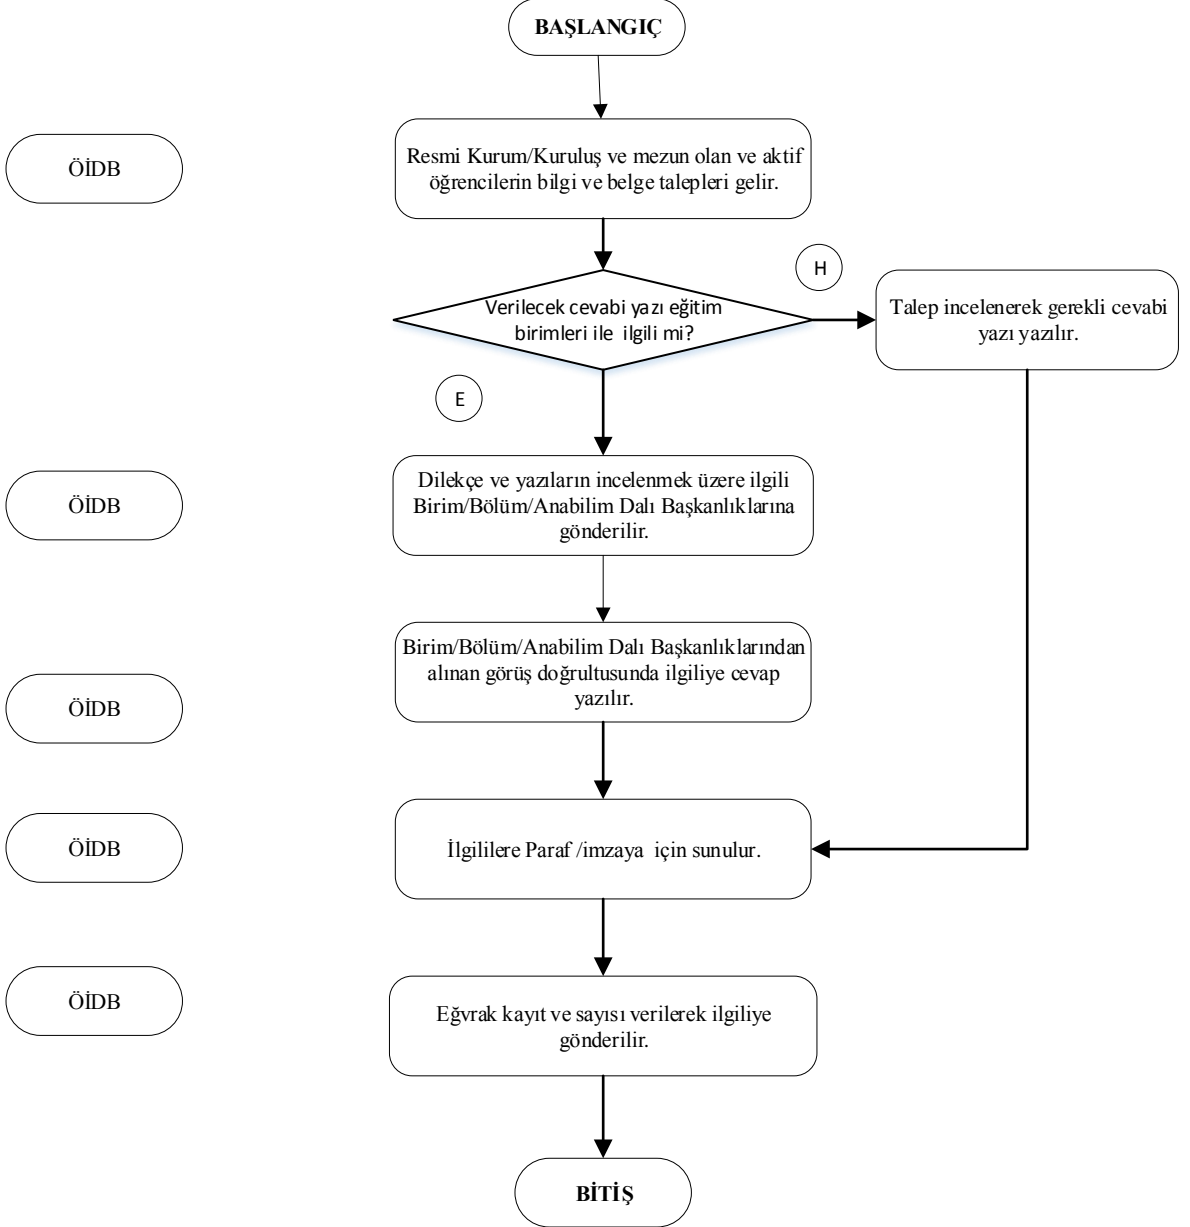 BAŞLANGIÇ
ÖİDB
Resmi Kurum/Kuruluş ve mezun olan ve aktif
öğrencilerin bilgi ve belge talepleri gelir.
H
Verilecek cevabi yazı eğitim
birimleri ile ilgili mi?
Talep incelenerek gerekli cevabi
yazı yazılır.
E
ÖİDB
Dilekçe ve yazıların incelenmek üzere ilgili
Birim/Bölüm/Anabilim Dalı Başkanlıklarına
gönderilir.
ÖİDB
Birim/Bölüm/Anabilim Dalı Başkanlıklarından
alınan görüş doğrultusunda ilgiliye cevap
yazılır.
ÖİDB
İlgililere Paraf /imzaya için sunulur.
ÖİDB
Eğvrak kayıt ve sayısı verilerek ilgiliye
gönderilir.
BİTİŞ